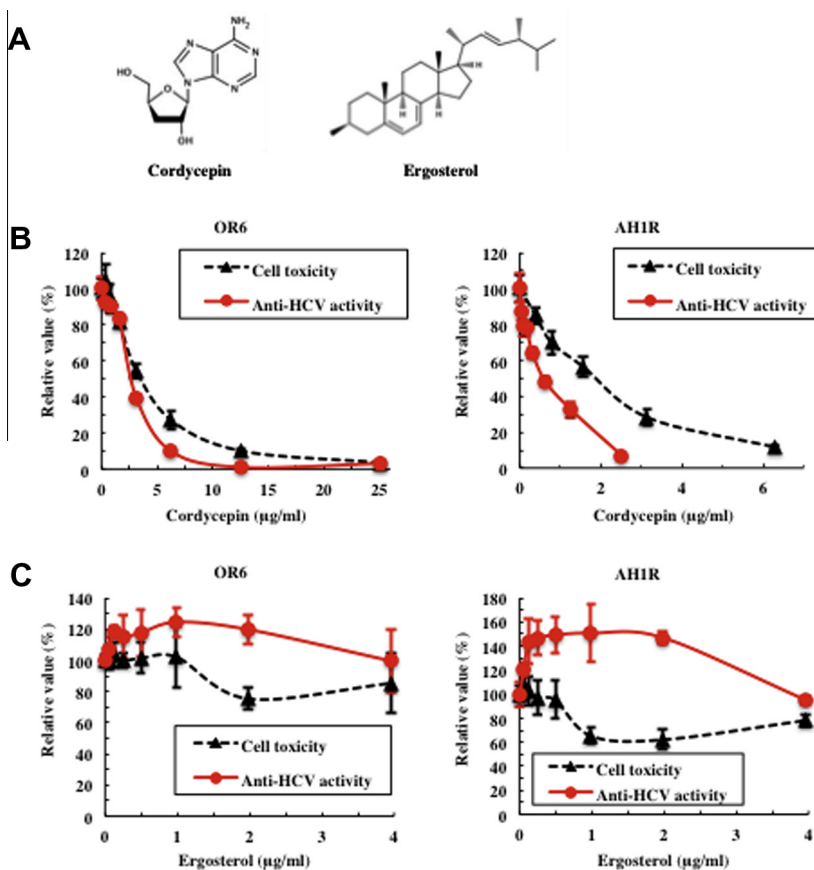 A
NH₂
N
N
N
N
HO
O
OH
H
H
H
Cordycepin
Ergosterol
B
OR6
AH1R
120
100
80
60
40
20
0
Relative value (%)
Cell toxicity
Anti-HCV activity
0 5 10 15 20 25
Cordycepin (µg/ml)
120
100
80
60
40
20
0
Relative value (%)
Cell toxicity
Anti-HCV activity
0 2 4 6
Cordycepin (µg/ml)
C
OR6
AH1R
140
120
100
80
60
40
20
0
Relative value (%)
Cell toxicity
Anti-HCV activity
0 1 2 3 4
Ergosterol (µg/ml)
180
160
140
120
100
80
60
40
20
0
Relative value (%)
Cell toxicity
Anti-HCV activity
0 1 2 3 4
Ergosterol (µg/ml)